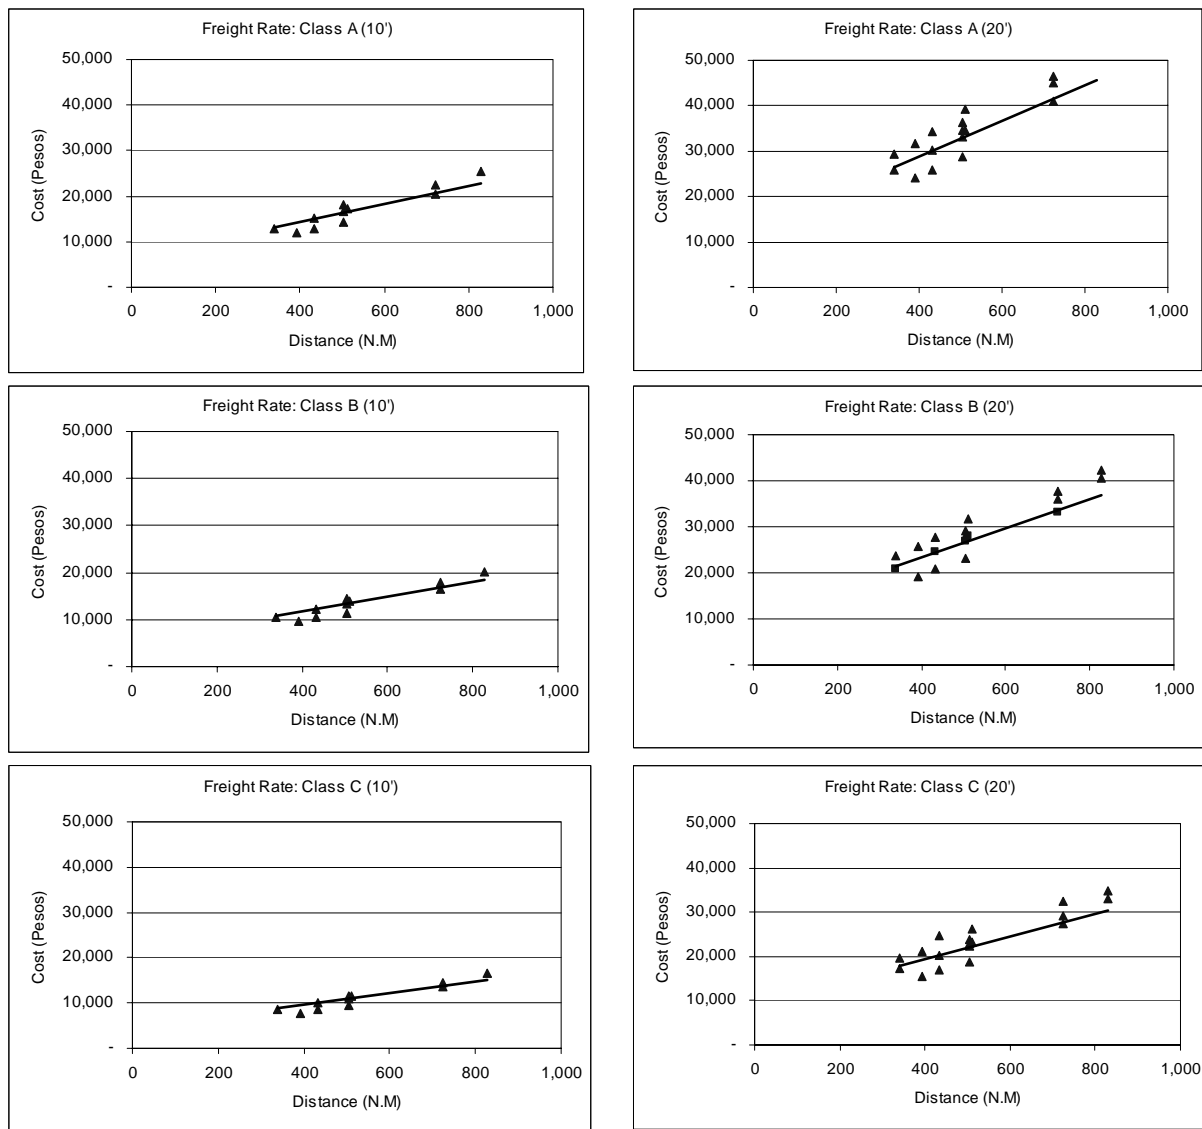 Freight Rate: Class A (10')
50,000
40,000
30,000
20,000
10,000
-
Cost (Pesos)
0 200 400 600 800 1,000
Distance (N.M)
Freight Rate: Class A (20')
50,000
40,000
30,000
20,000
10,000
-
Cost (Pesos)
0 200 400 600 800 1,000
Distance (N.M)
Freight Rate: Class B (10')
50,000
40,000
30,000
20,000
10,000
-
Cost (Pesos)
0 200 400 600 800 1,000
Distance (N.M)
Freight Rate: Class B (20')
50,000
40,000
30,000
20,000
10,000
-
Cost (Pesos)
0 200 400 600 800 1,000
Distance (N.M)
Freight Rate: Class C (10')
50,000
40,000
30,000
20,000
10,000
-
Cost (Pesos)
0 200 400 600 800 1,000
Distance (N.M)
Freight Rate: Class C (20')
50,000
40,000
30,000
20,000
10,000
-
Cost (Pesos)
0 200 400 600 800 1,000
Distance (N.M)